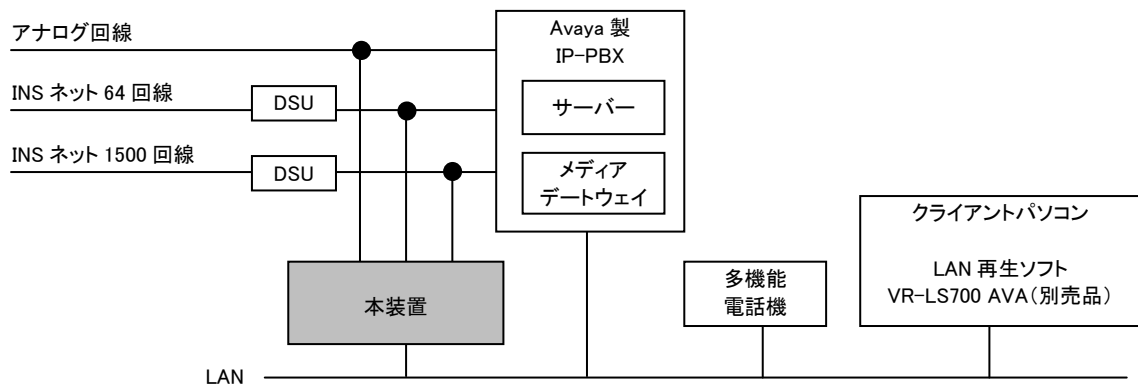 アナログ回線
INS ネット 64 回線
DSU
INS ネット 1500 回線
DSU
Avaya 製
IP-PBX
サーバー
メディア
デートウェイ
本装置
多機能
電話機
クライアントパソコン
LAN 再生ソフト
VR-LS700 AVA(別売品)
LAN